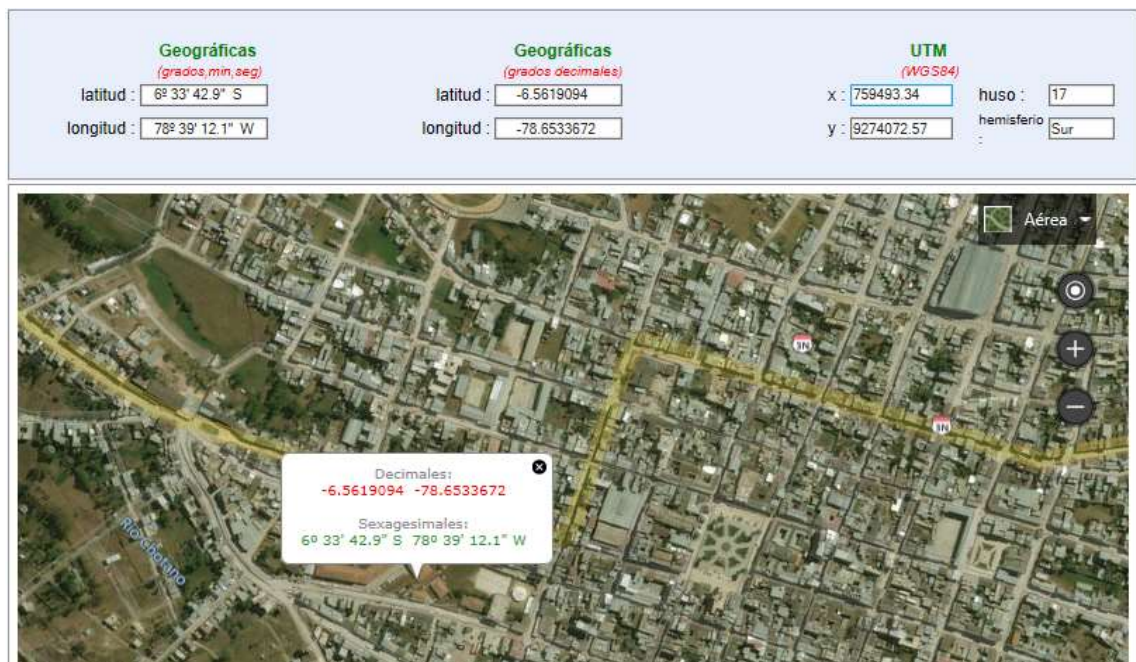 Geográficas
(grados,min,seg)
latitud : 6º 33' 42.9" S
longitud : 78º 39' 12.1" W
Geográficas
(grados decimales)
latitud : -6.5619094
longitud : -78.6533672
UTM
(WGS84)
x : 759493.34 huso : 17
y : 9274072.57 hemisferio : Sur
Aérea
3N
3N
Decimales:
-6.5619094 -78.6533672
Sexagesimales:
6º 33' 42.9" S 78º 39' 12.1" W
Río Chotano